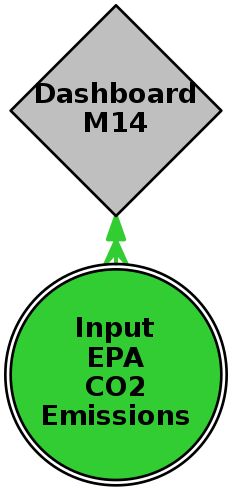 Dashboard
M14
Input
EPA
CO2
Emissions